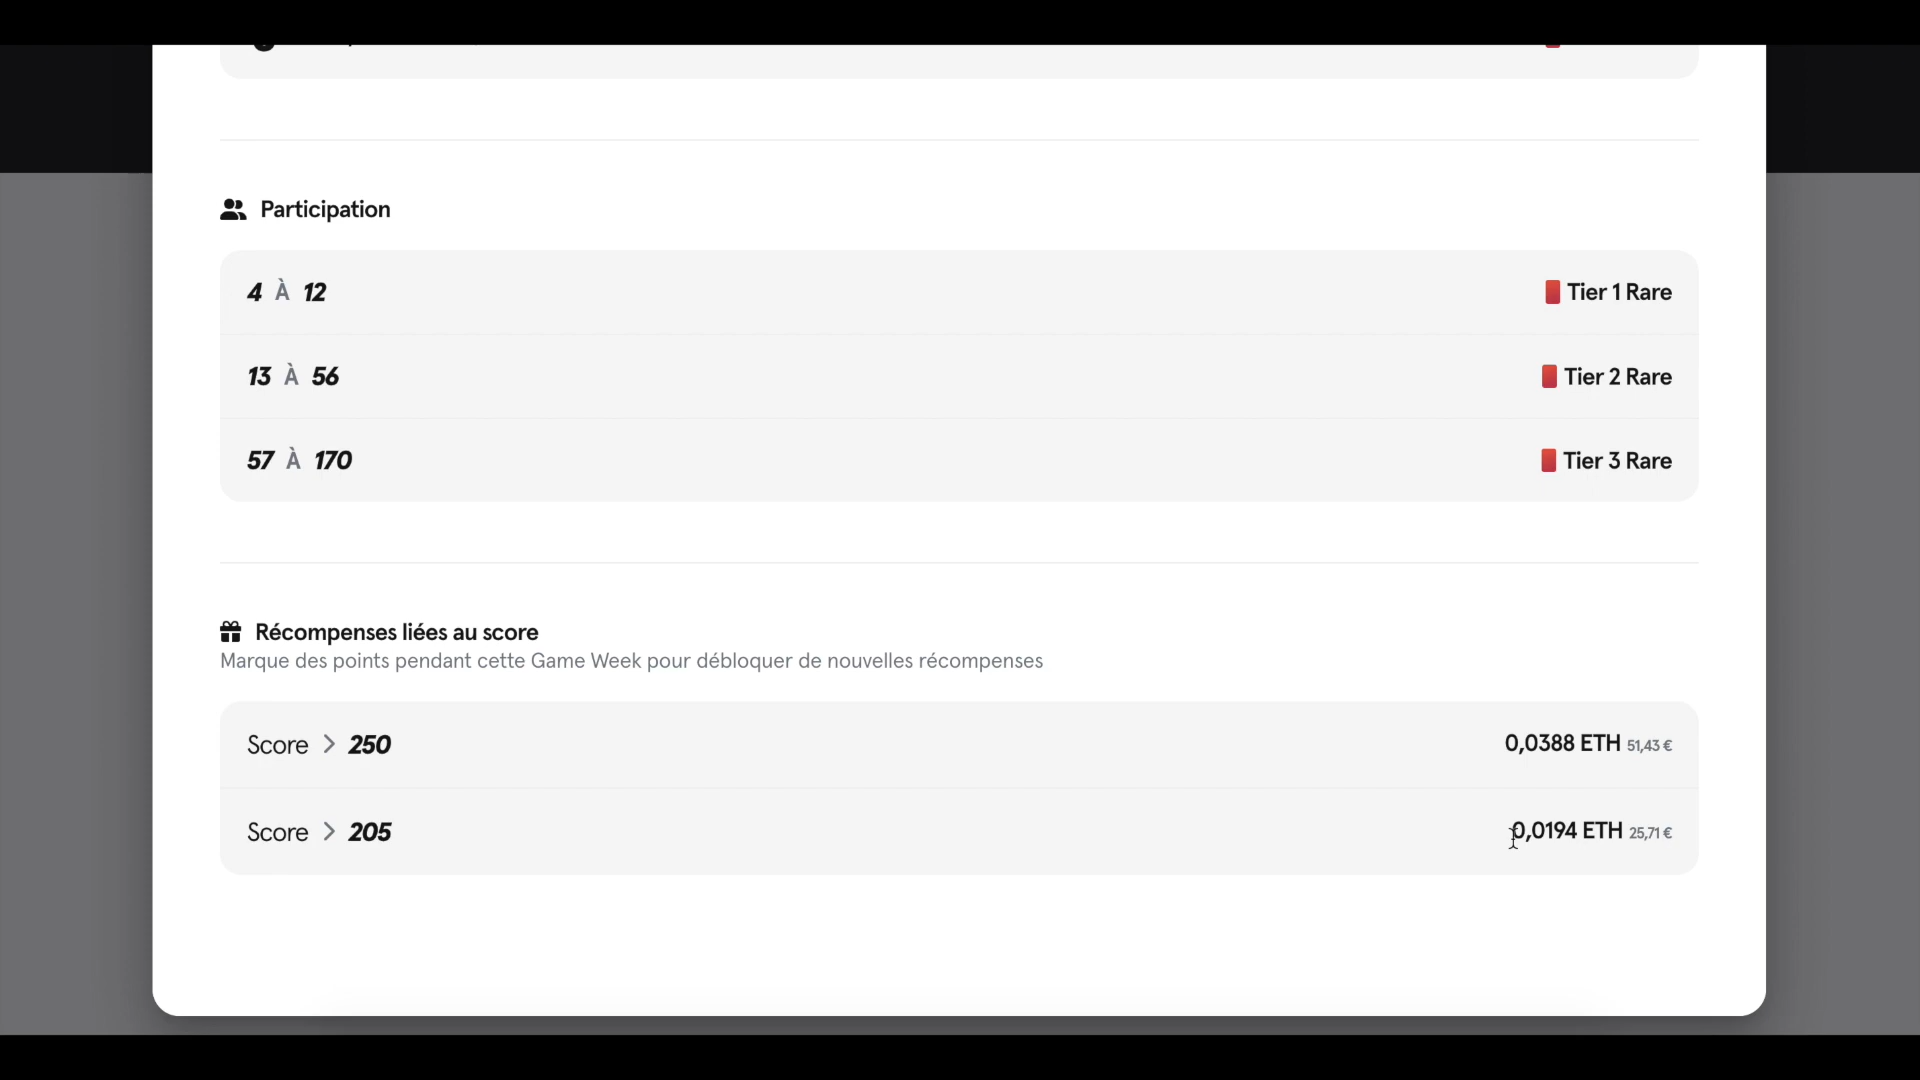 Participation
4 À 12
Tier 1 Rare
13 À 56
Tier 2 Rare
57 À 170
Tier 3 Rare
Récompenses liées au score
Marque des points pendant cette Game Week pour débloquer de nouvelles récompenses
Score > 250
0,0388 ETH 51,43 €
Score > 205
0,0194 ETH 25,71 €